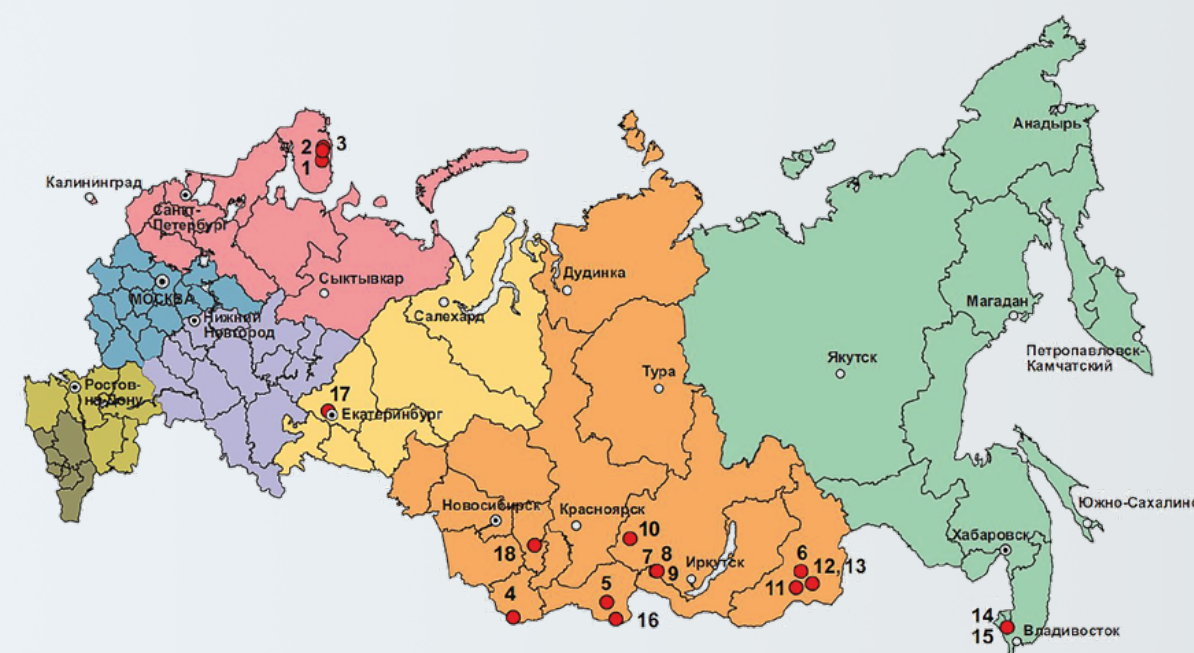 Анадырь
2 3
1
Калининград
Санкт-
Петербург
Сыктывкар
Дудинка
МОСКВА
Нижний
Новгород
Салехард
Магадан
Петропавловск-
Камчатский
Якутск
Тура
Ростов-
на-Дону
17
Екатеринбург
Новосибирск
Красноярск
Южно-Сахалинс
Хабаровск
18
10
7 8
9
Иркутск
6
12, 13
11
4
5
16
14
15
Владивосток